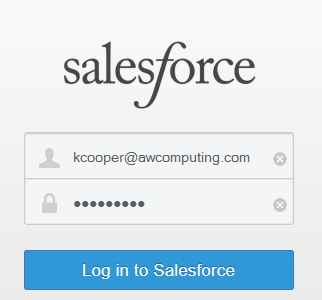 salesforce
kcooper@awcomputing.com
•••••••••
Log in to Salesforce